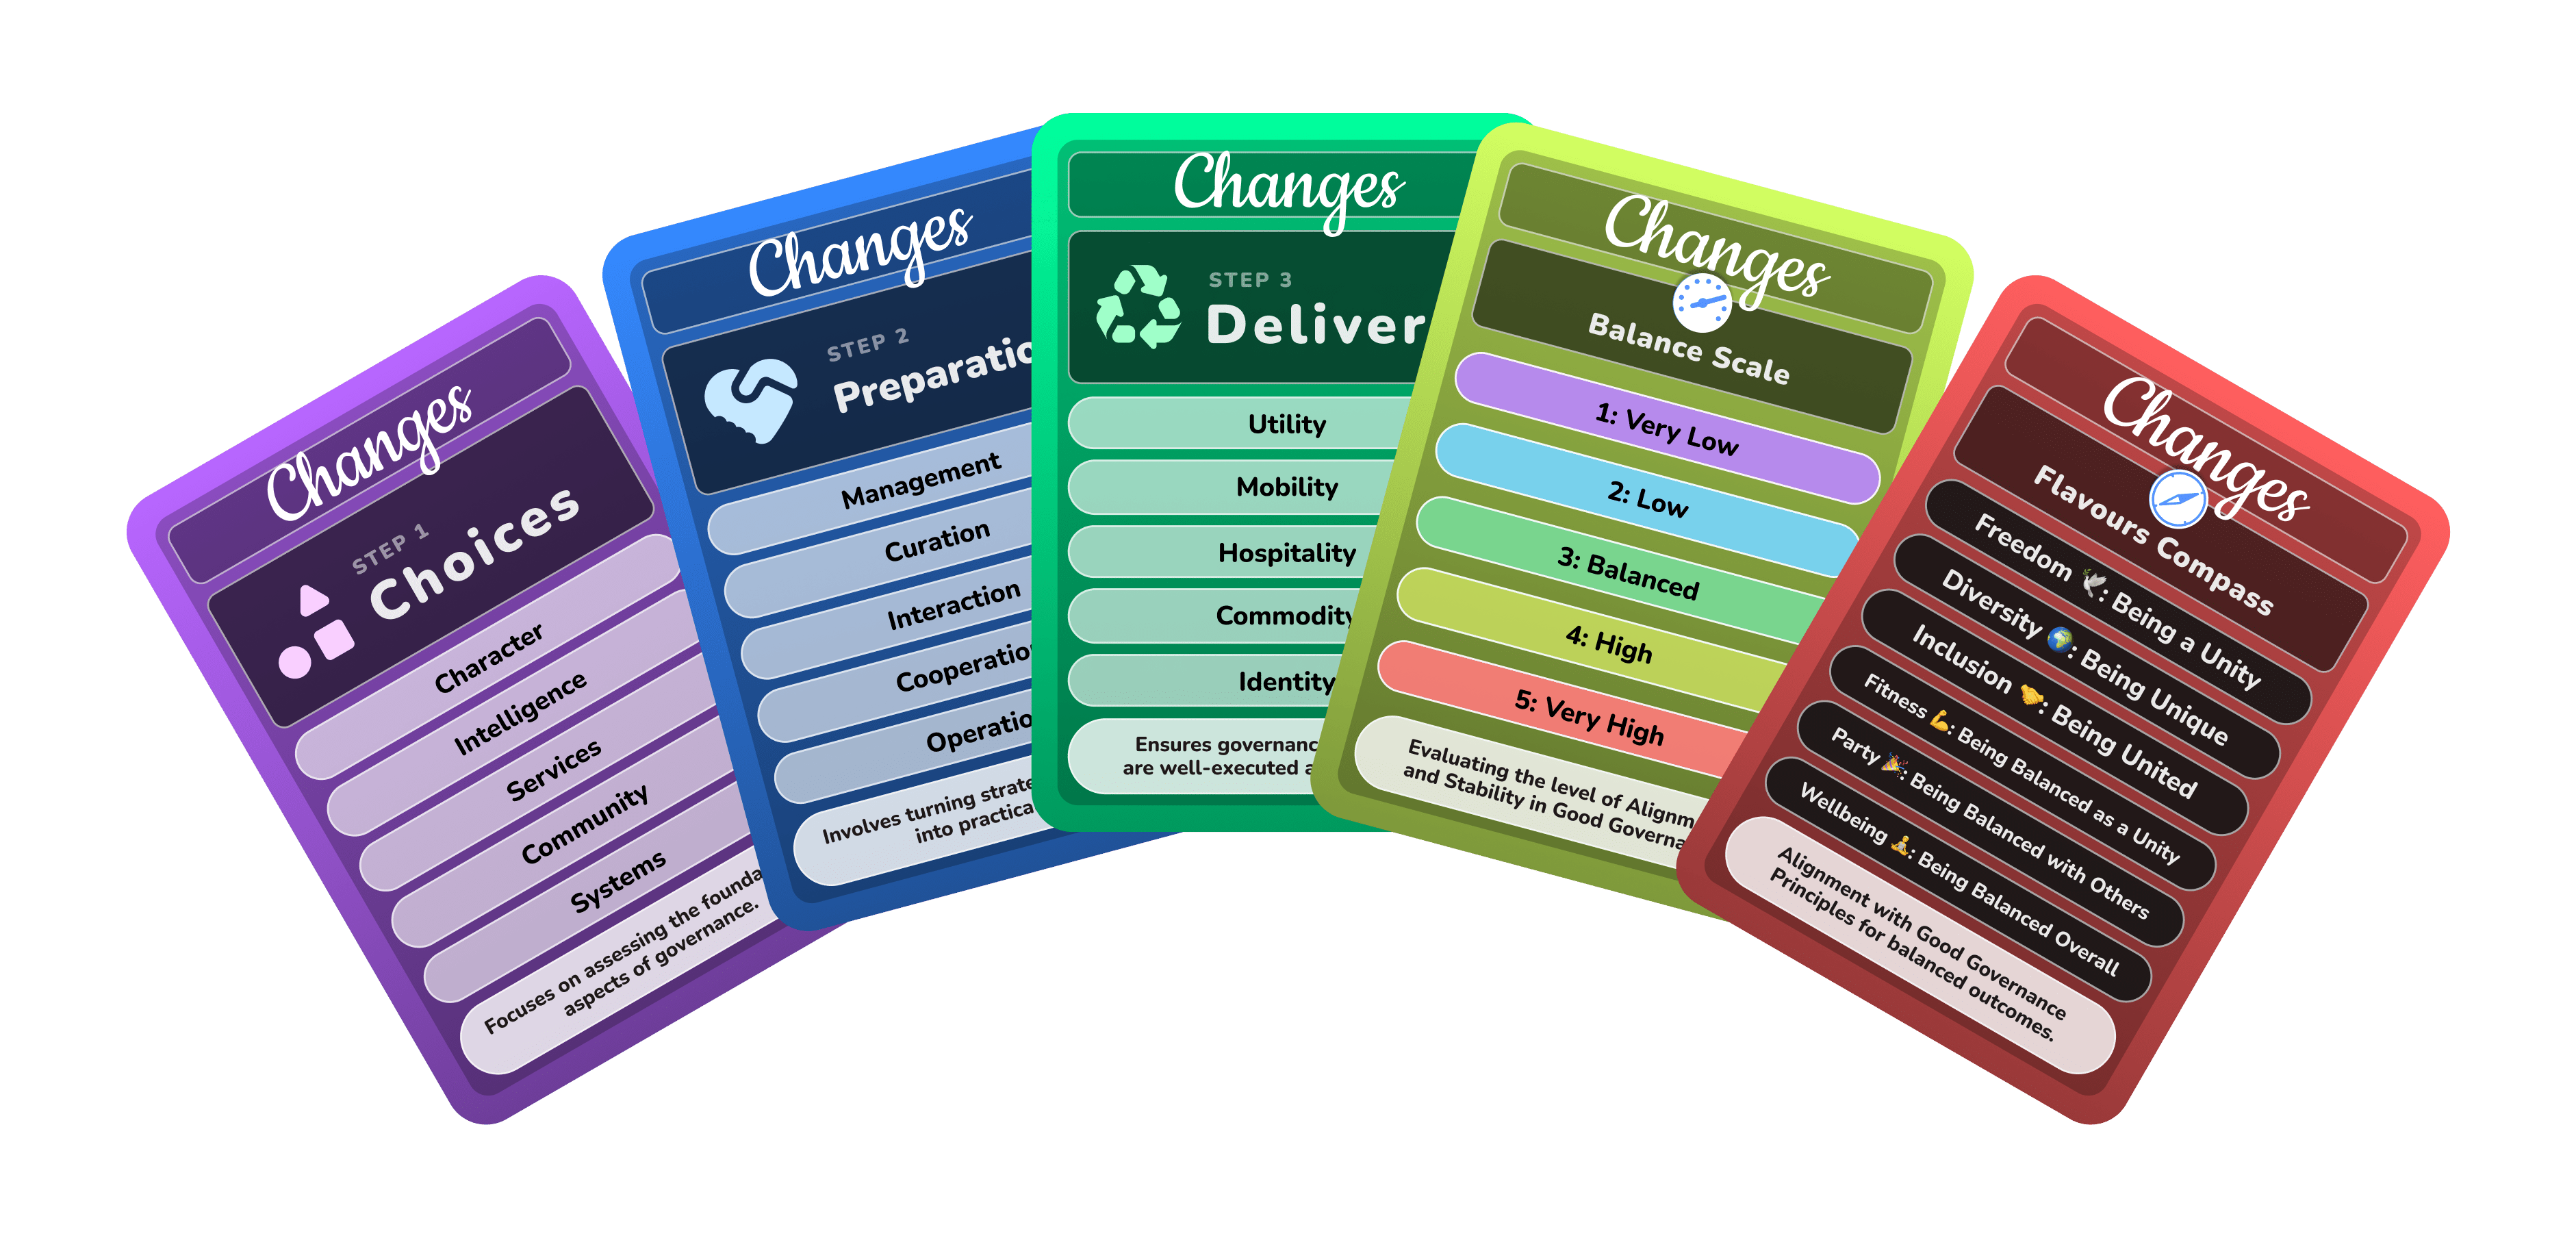 Changes
STEP 1
Choices
Character
Intelligence
Services
Community
Systems
Focuses on assessing the founda
aspects of governance.
Changes
STEP 2
Preparatio
Management
Curation
Interaction
Cooperation
Operatio
Involves turning strate
into practica
Changes
STEP 3
Deliver
Utility
Mobility
Hospitality
Commodity
Identity
Ensures governanc
are well-executed a
Changes
Balance Scale
1: Very Low
2: Low
3: Balanced
4: High
5: Very High
Evaluating the level of Alignm
and Stability in Good Governa
Changes
Flavours Compass
Freedom 🕊️: Being a Unity
Diversity 🌍: Being Unique
Inclusion 🤝: Being United
Fitness 💪: Being Balanced as a Unity
Party 🎉: Being Balanced with Others
Wellbeing 🧘: Being Balanced Overall
Alignment with Good Governance
Principles for balanced outcomes.